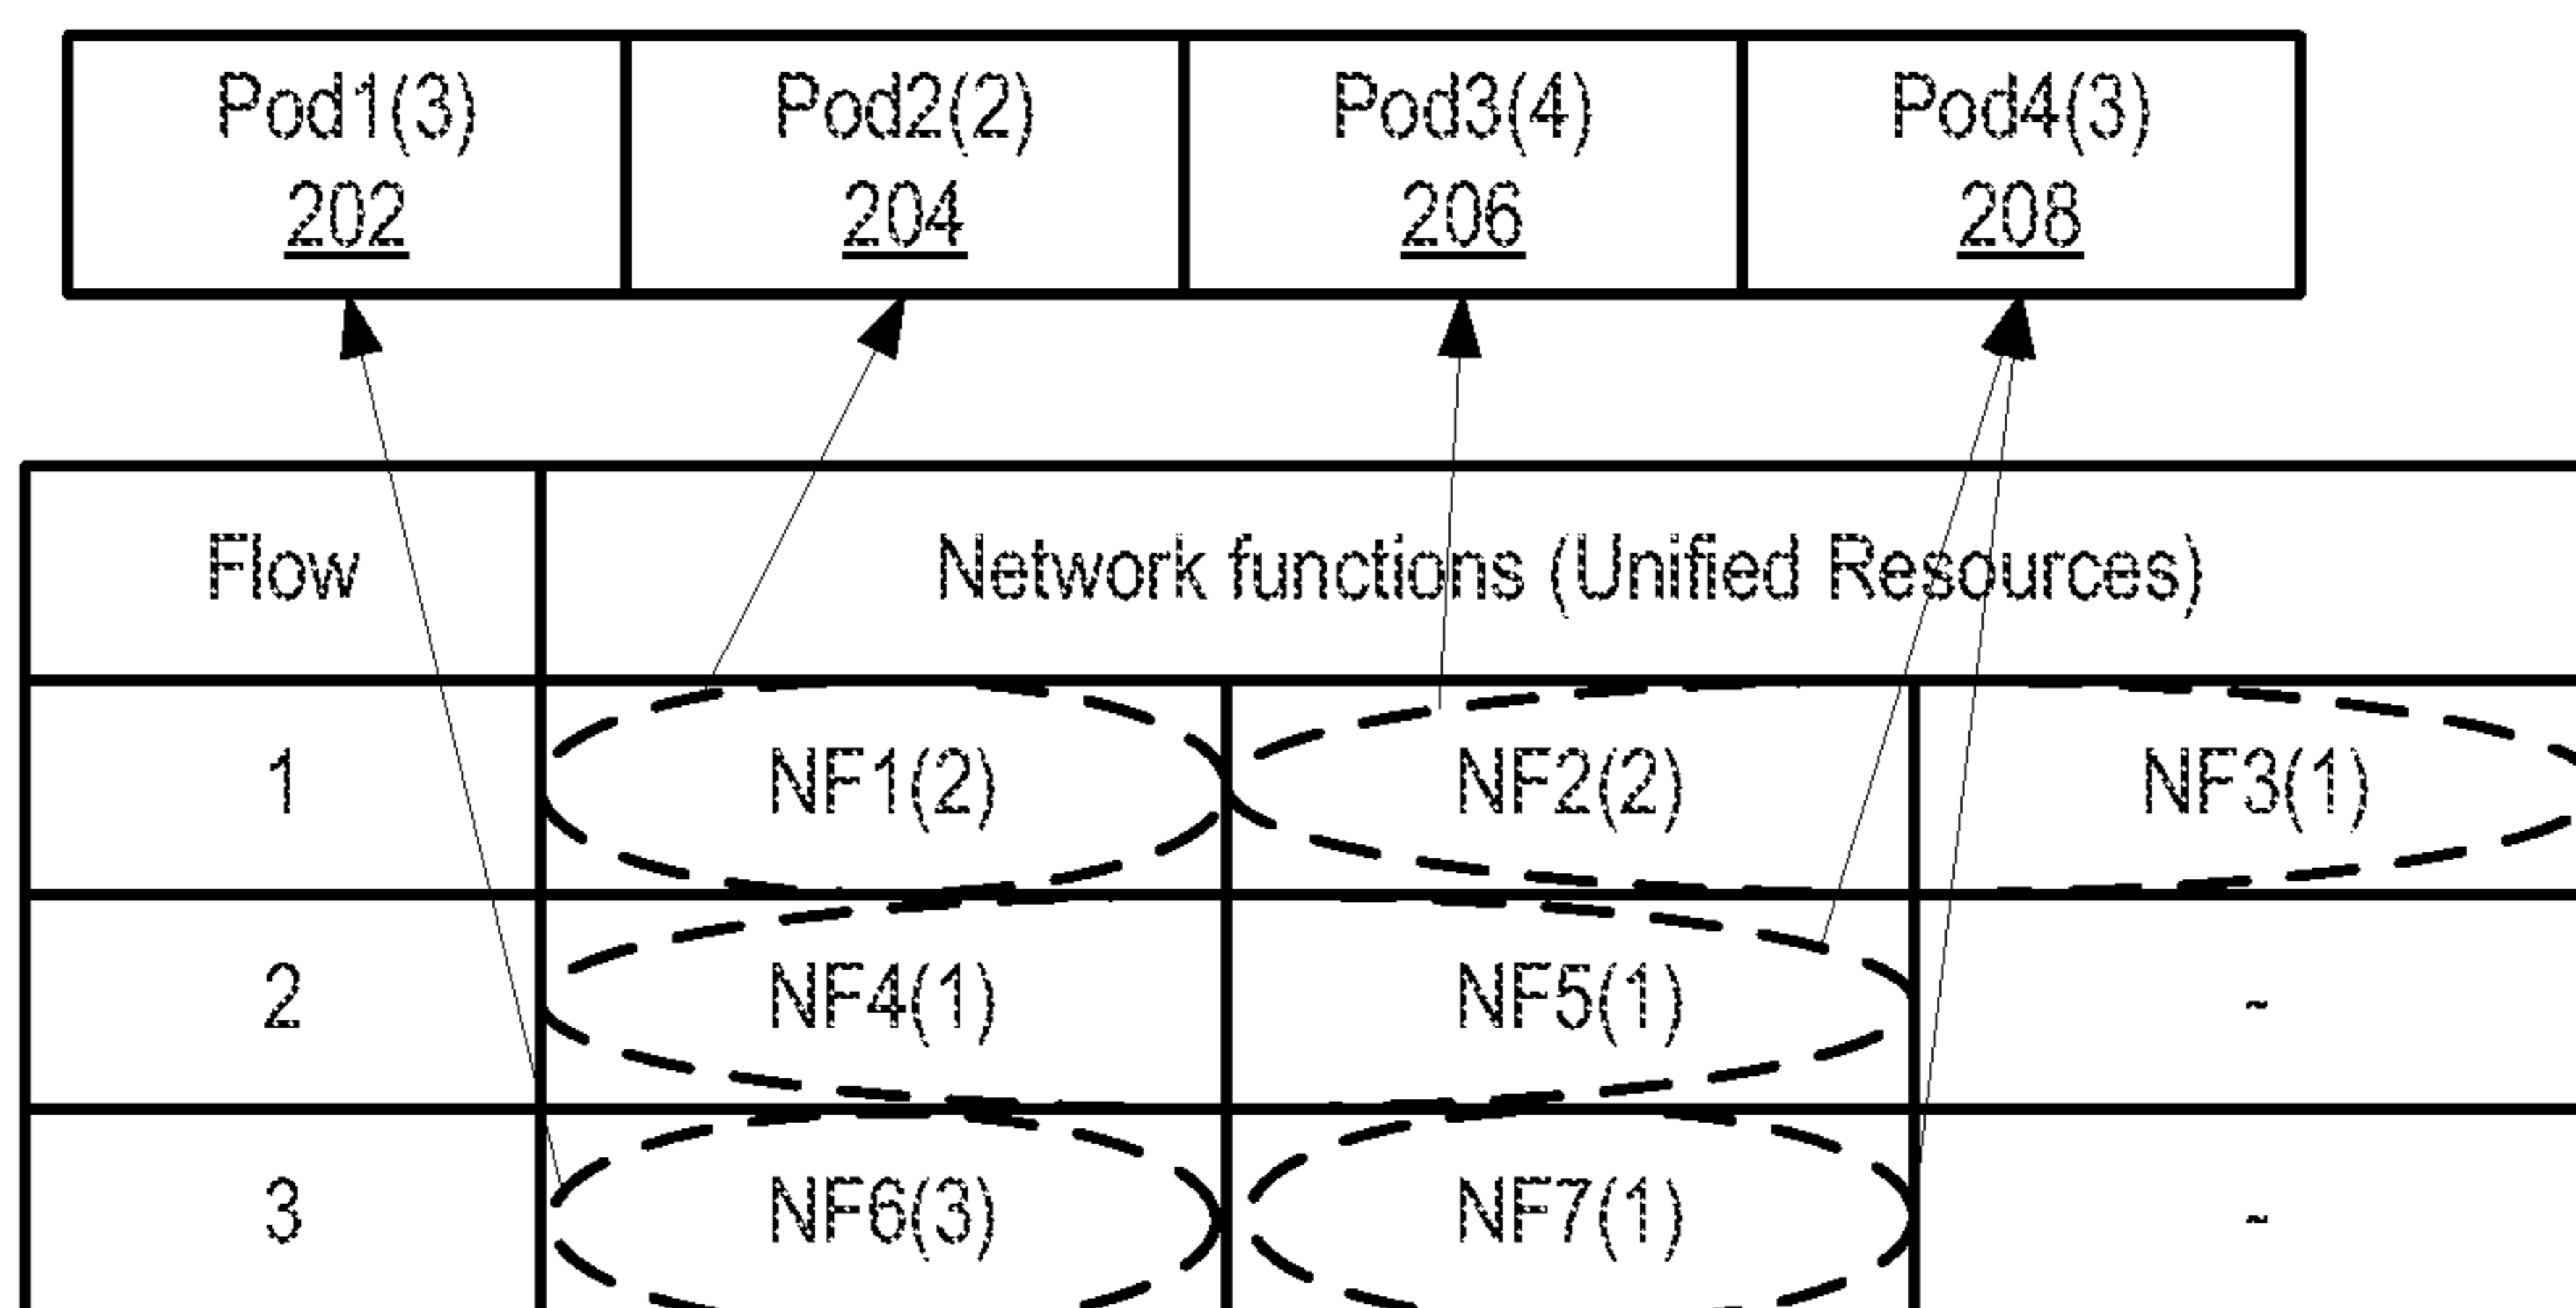 Pod1(3) Pod2(2) Pod3(4) Pod4(3)
202 204 206 208
Flow Network functions (Unified Resources)
1 NF1(2) NF2(2) NF3(1)
2 NF4(1) NF5(1) -
3 NF6(3) NF7(1) -